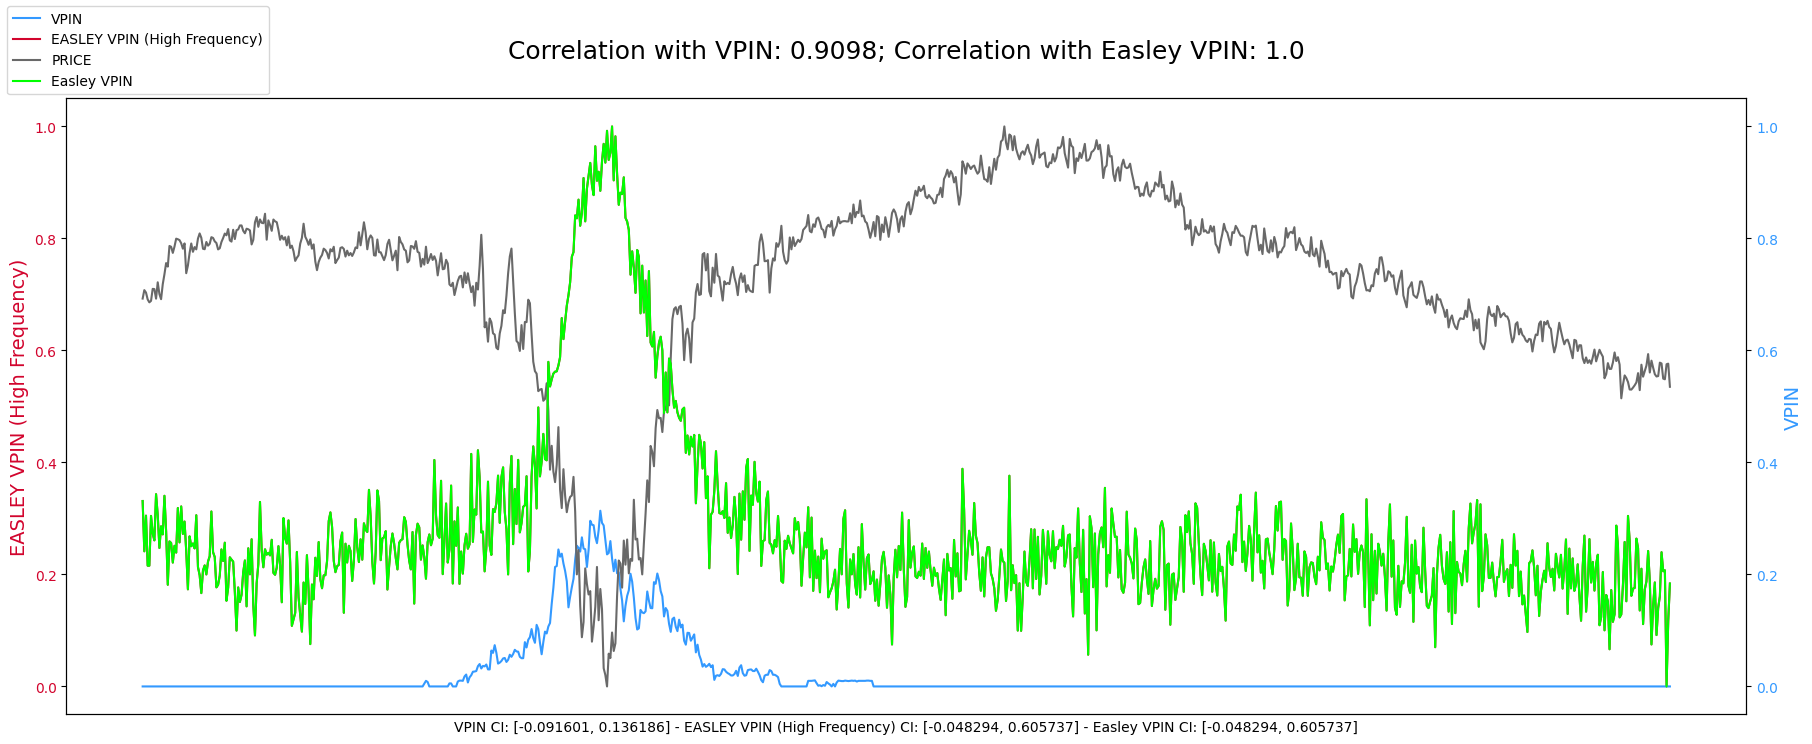 VPIN
EASLEY VPIN (High Frequency)
PRICE
Easley VPIN
Correlation with VPIN: 0.9098; Correlation with Easley VPIN: 1.0
EASLEY VPIN (High Frequency)
1.0
0.8
0.6
0.4
0.2
0.0
1.0
0.8
0.6
0.4
0.2
0.0
VPIN
VPIN CI: [-0.091601, 0.136186] - EASLEY VPIN (High Frequency) CI: [-0.048294, 0.605737] - Easley VPIN CI: [-0.048294, 0.605737]